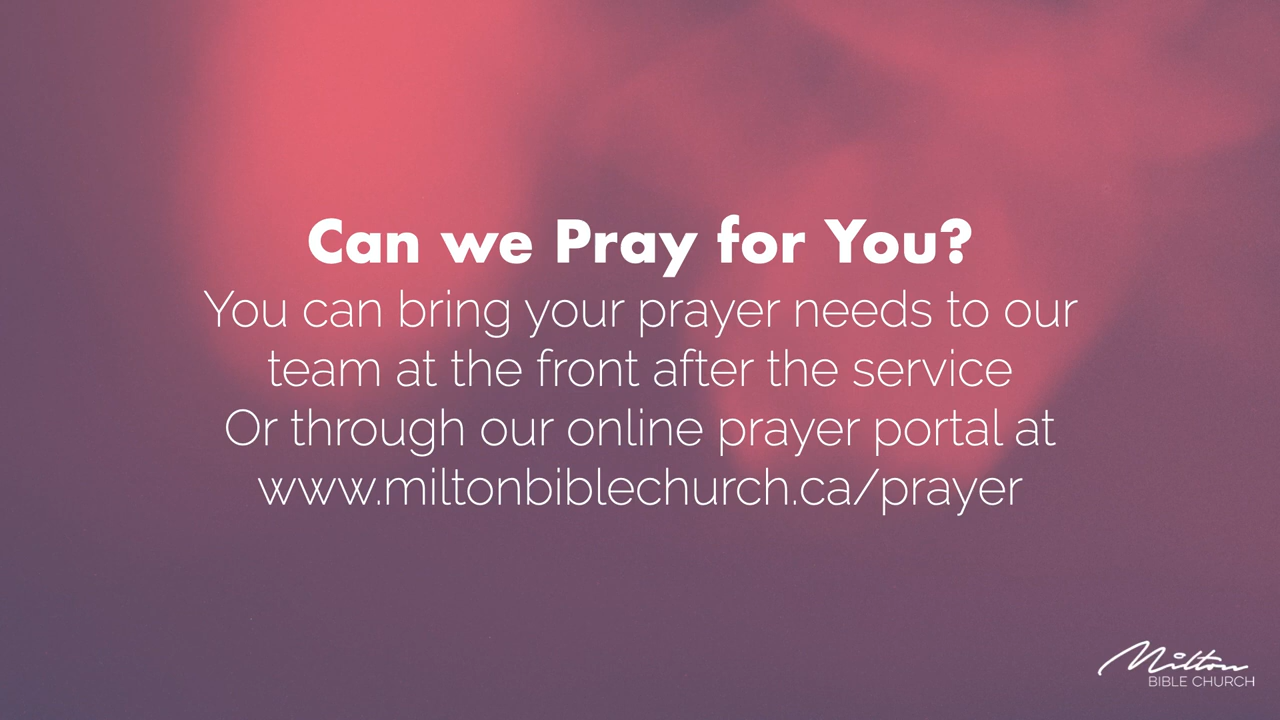 Can we Pray for You?
You can bring your prayer needs to our
team at the front after the service
Or through our online prayer portal at
www.miltonbiblechurch.ca/prayer
Milton
BIBLE CHURCH